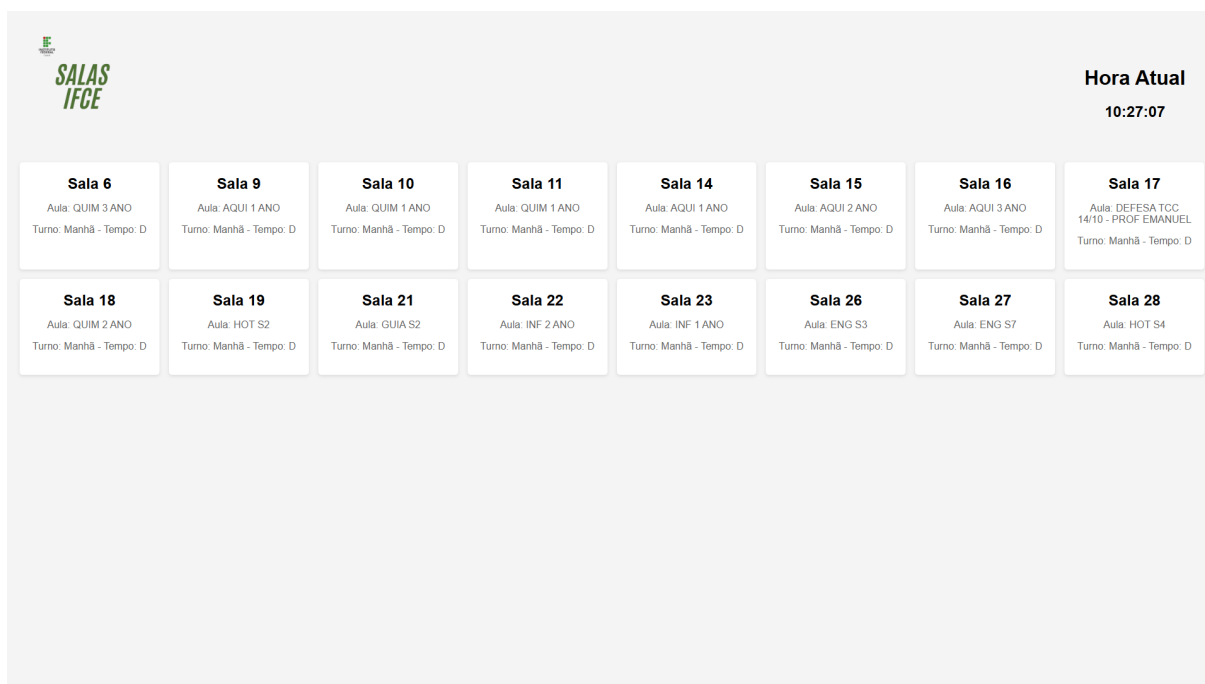 SALAS
IFCE
Hora Atual
10:27:07
Sala 6
Aula: QUIM 3 ANO
Turno: Manhã - Tempo: D
Sala 9
Aula: AQUI 1 ANO
Turno: Manhã - Tempo: D
Sala 10
Aula: QUIM 1 ANO
Turno: Manhã - Tempo: D
Sala 11
Aula: QUIM 1 ANO
Turno: Manhã - Tempo: D
Sala 14
Aula: AQUI 1 ANO
Turno: Manhã - Tempo: D
Sala 15
Aula: AQUI 2 ANO
Turno: Manhã - Tempo: D
Sala 16
Aula: AQUI 3 ANO
Turno: Manhã - Tempo: D
Sala 17
Aula: DEFESA TCC
14/10 - PROF EMANUEL
Turno: Manhã - Tempo: D
Sala 18
Aula: QUIM 2 ANO
Turno: Manhã - Tempo: D
Sala 19
Aula: HOT S2
Turno: Manhã - Tempo: D
Sala 21
Aula: GUIA S2
Turno: Manhã - Tempo: D
Sala 22
Aula: INF 2 ANO
Turno: Manhã - Tempo: D
Sala 23
Aula: INF 1 ANO
Turno: Manhã - Tempo: D
Sala 26
Aula: ENG S3
Turno: Manhã - Tempo: D
Sala 27
Aula: ENG S7
Turno: Manhã - Tempo: D
Sala 28
Aula: HOT S4
Turno: Manhã - Tempo: D